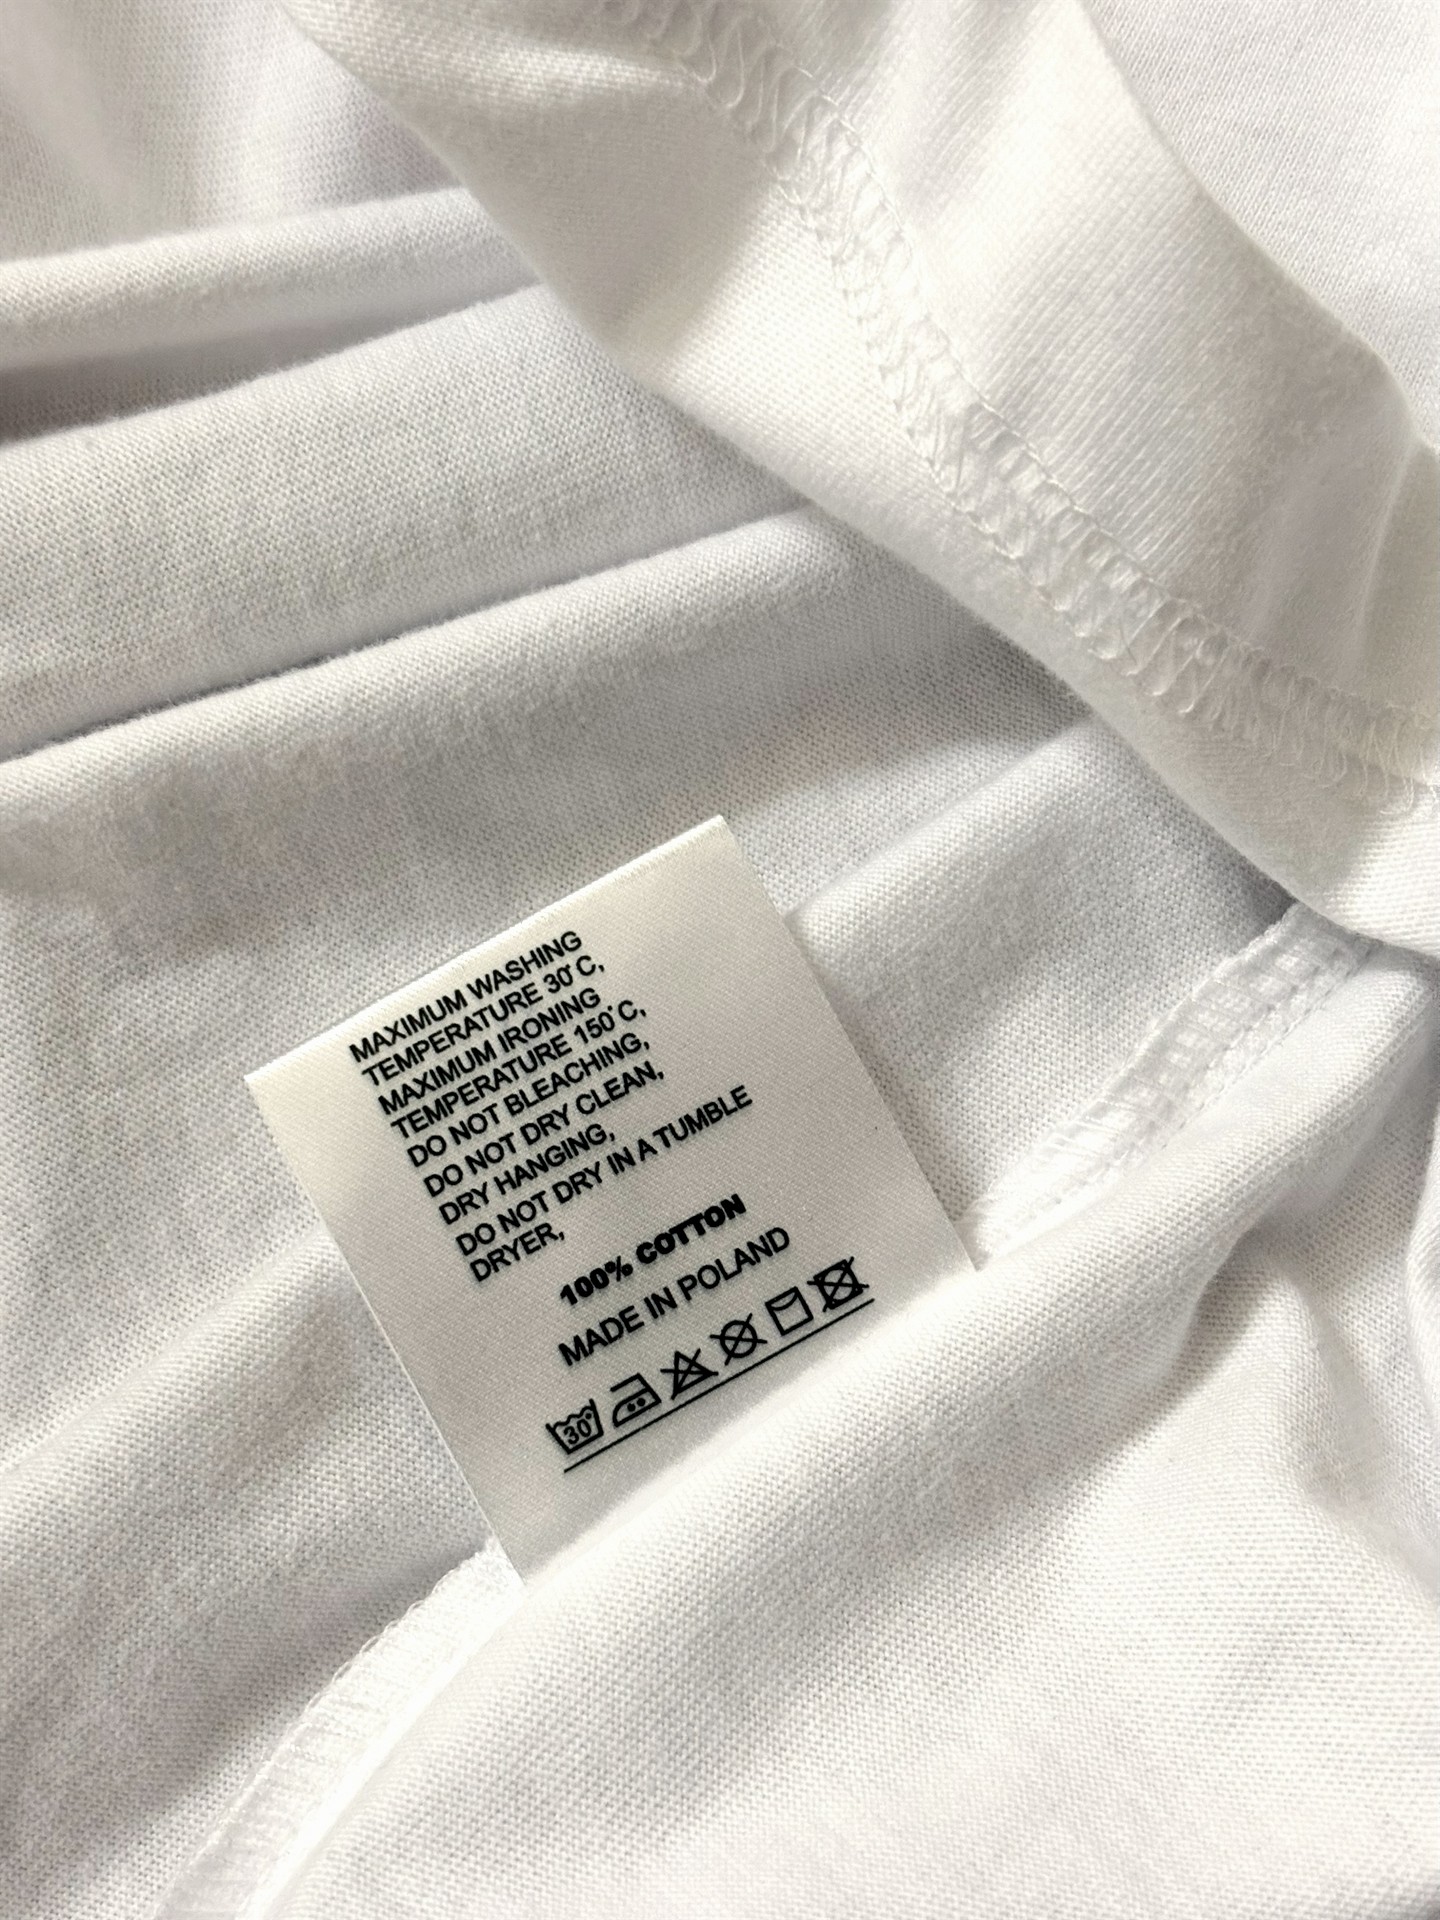 MAXIMUM WASHING
TEMPERATURE 30°C,
MAXIMUM IRONING
TEMPERATURE 150°C,
DO NOT BLEACHING,
DO NOT DRY CLEAN,
DRY HANGING,
DO NOT DRY IN A TUMBLE
DRYER,
100% COTTON
MADE IN POLAND
30°